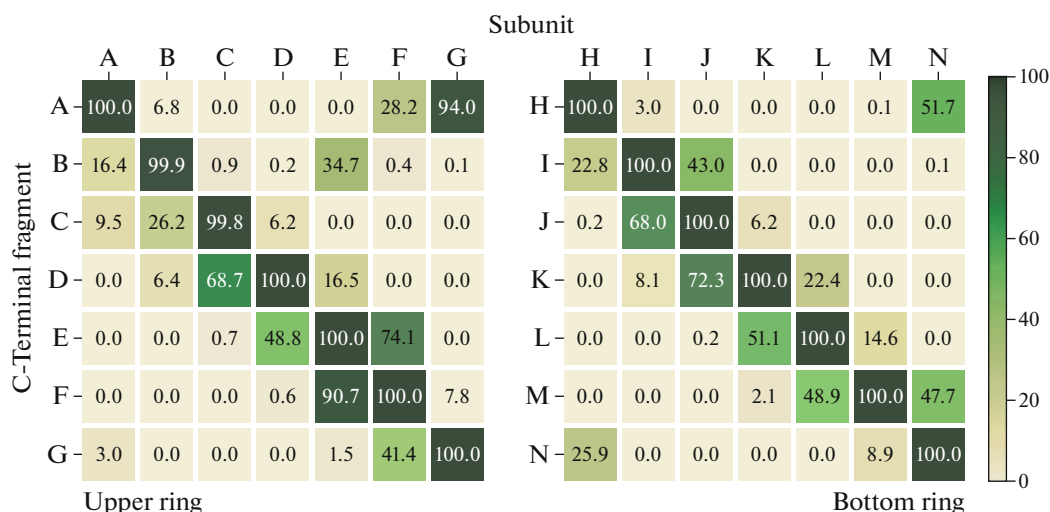 Subunit
A B C D E F G H I J K L M N
100
A 100.0 6.8 0.0 0.0 0.0 28.2 94.0 H 100.0 3.0 0.0 0.0 0.0 0.1 51.7
B 16.4 99.9 0.9 0.2 34.7 0.4 0.1 I 22.8 100.0 43.0 0.0 0.0 0.0 0.1
80
C 9.5 26.2 99.8 6.2 0.0 0.0 0.0 J 0.2 68.0 100.0 6.2 0.0 0.0 0.0
60
C-Terminal fragment
D 0.0 6.4 68.7 100.0 16.5 0.0 0.0 K 0.0 8.1 72.3 100.0 22.4 0.0 0.0
40
E 0.0 0.0 0.7 48.8 100.0 74.1 0.0 L 0.0 0.0 0.2 51.1 100.0 14.6 0.0
F 0.0 0.0 0.0 0.6 90.7 100.0 7.8 M 0.0 0.0 0.0 2.1 48.9 100.0 47.7
20
G 3.0 0.0 0.0 0.0 1.5 41.4 100.0 N 25.9 0.0 0.0 0.0 0.0 8.9 100.0
0
Upper ring Bottom ring